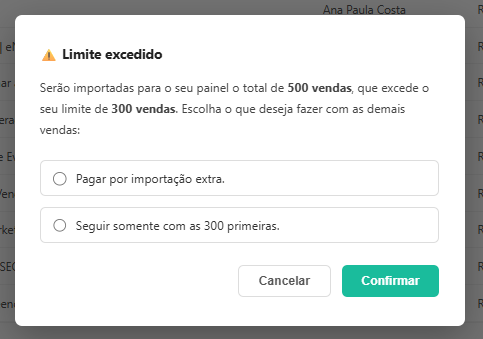 Ana Paula Costa
⚠️ Limite excedido
Serão importadas para o seu painel o total de 500 vendas, que excede o
seu limite de 300 vendas. Escolha o que deseja fazer com as demais
vendas:
Pagar por importação extra.
Seguir somente com as 300 primeiras.
Cancelar
Confirmar